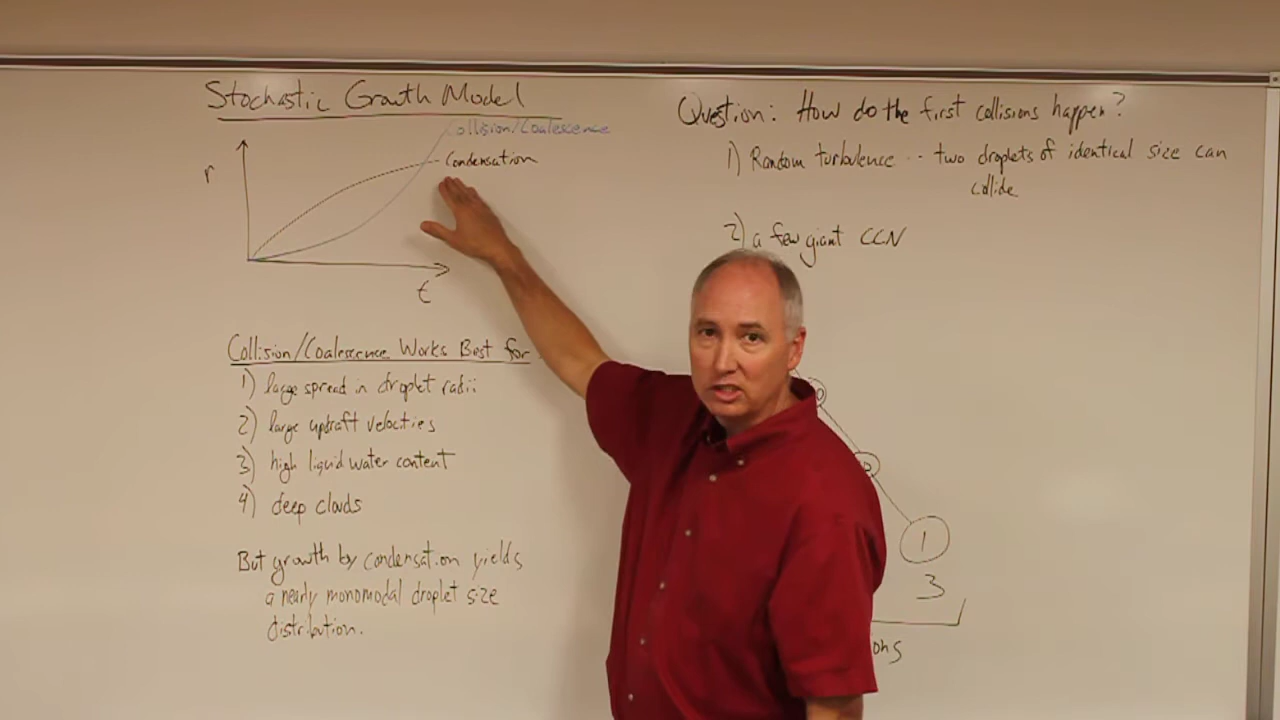 Stochastic Growth Model
Collision/Coalescence
Condensation
r
t
Collision/Coalescence Works Best for
1) large spread in droplet radii
2) large updraft velocties
3) high liquid water content
4) deep clouds
But growth by condensation yields
a nearly monomodal droplet size
distribution.
Question: How do the first collisions happen?
1) Random turbulence -- two droplets of identical size can
collide
2) a few giant CCN
1
3